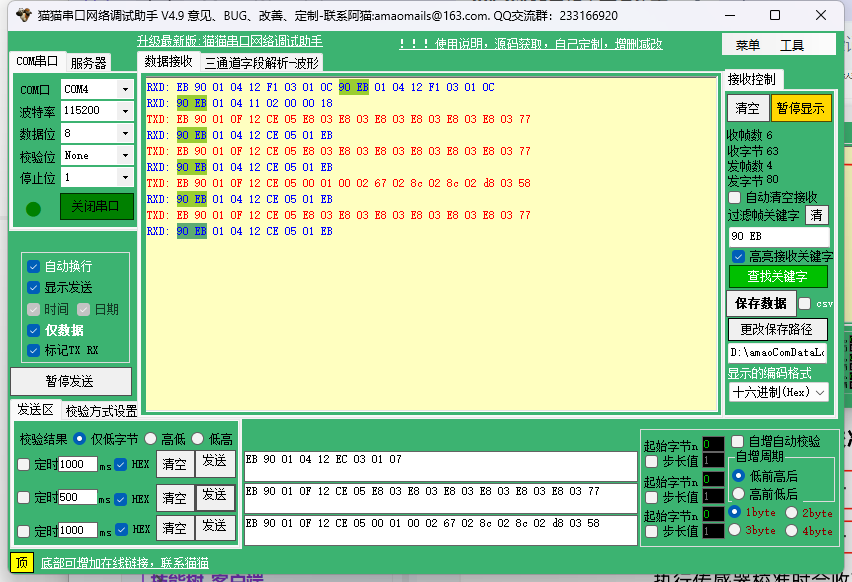 猫猫串口网络调试助手 V4.9 意见、BUG、改善、定制-联系阿猫:amaomails@163.com. QQ交流群：233166920
升级最新版:猫猫串口网络调试助手
！！！使用说明，源码获取，自己定制，增删减改
菜单 工具
COM串口 服务器
数据接收 三通道字段解析-波形
接收控制
COM口 COM4
波特率 115200
数据位 8
校验位 None
停止位 1
关闭串口
自动换行
显示发送
时间 日期
仅数据
标记TX RX
暂停发送
RXD: EB 90 01 04 12 F1 03 01 0C 90 EB 01 04 12 F1 03 01 0C
RXD: 90 EB 01 04 11 02 00 00 18
TXD: EB 90 01 0F 12 CE 05 E8 03 E8 03 E8 03 E8 03 E8 03 77
RXD: 90 EB 01 04 12 CE 05 01 EB
TXD: EB 90 01 0F 12 CE 05 E8 03 E8 03 E8 03 E8 03 E8 03 77
RXD: 90 EB 01 04 12 CE 05 01 EB
TXD: EB 90 01 0F 12 CE 05 00 01 00 02 67 02 8c 02 8c 02 d8 03 58
RXD: 90 EB 01 04 12 CE 05 01 EB
TXD: EB 90 01 0F 12 CE 05 E8 03 E8 03 E8 03 E8 03 E8 03 77
RXD: 90 EB 01 04 12 CE 05 01 EB
清空 暂停显示
收帧数 6
收字节 63
发帧数 4
发字节 80
自动清空接收
过滤帧关键字 清
90 EB
高亮接收关键字
查找关键字
保存数据 csv
更改保存路径
D:\amaoComDataLo
显示的编码格式
十六进制(Hex)
发送区 校验方式设置
校验结果 仅低字节 高低 低高
定时 1000 ms HEX 清空 发送
EB 90 01 04 12 EC 03 01 07
定时 500 ms HEX 清空 发送
EB 90 01 0F 12 CE 05 E8 03 E8 03 E8 03 E8 03 E8 03 E8 03 77
定时 1000 ms HEX 清空 发送
EB 90 01 0F 12 CE 05 00 01 00 02 67 02 8c 02 8c 02 d8 03 58
起始字节n 0
步长值 1
起始字节n 0
步长值 1
起始字节n 0
步长值 1
自增自动校验
自增周期
低前高后
高前低后
1byte 2byte
3byte 4byte
顶 底部可增加在线链接，联系猫猫